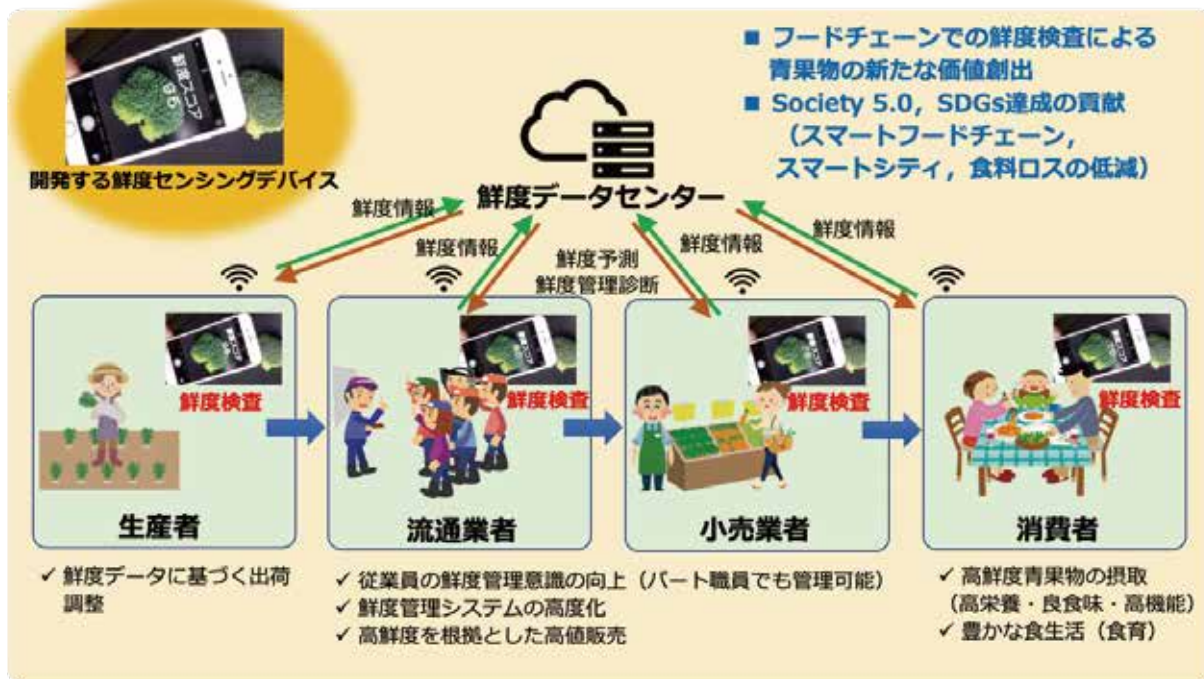 鮮度スコア
96
開発する鮮度センシングデバイス
■ フードチェーンでの鮮度検査による
青果物の新たな価値創出
■ Society 5.0，SDGs達成の貢献
（スマートフードチェーン，
スマートシティ，食料ロスの低減）
鮮度データセンター
鮮度情報
鮮度情報
鮮度予測
鮮度管理診断
鮮度情報
鮮度情報
鮮度検査
鮮度検査
鮮度検査
鮮度検査
生産者
流通業者
小売業者
消費者
✓ 鮮度データに基づく出荷
調整
✓ 従業員の鮮度管理意識の向上（パート職員でも管理可能）
✓ 鮮度管理システムの高度化
✓ 高鮮度を根拠とした高値販売
✓ 高鮮度青果物の摂取
（高栄養・良食味・高機能）
✓ 豊かな食生活（食育）